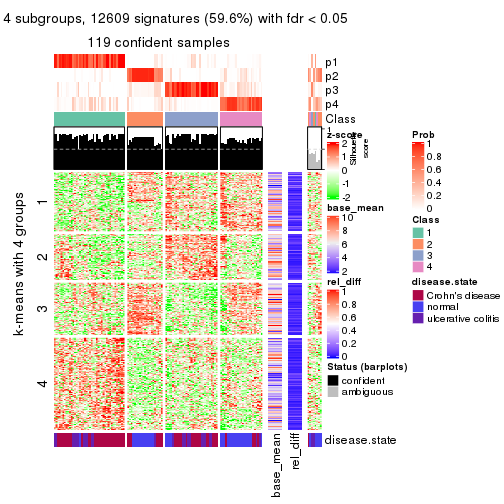 4 subgroups, 12609 signatures (59.6%) with fdr < 0.05
119 confident samples
p1
p2
p3
p4
Class
1
Silhouette score
k-means with 4 groups
1
2
3
4
base_mean
rel_diff
disease.state
z-score
2
1
0
-1
-2
base_mean
10
8
6
4
2
rel_diff
1
0.8
0.6
0.4
0.2
0
Status (barplots)
confident
ambiguous
Prob
1
0.8
0.6
0.4
0.2
0
Class
1
2
3
4
disease.state
Crohn's disease
normal
ulcerative colitis